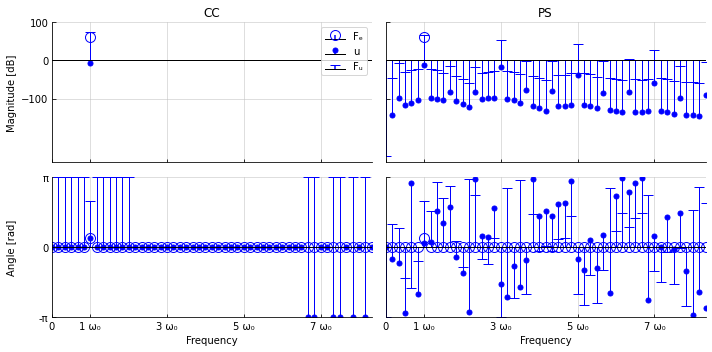 CC
PS
Magnitude [dB]
100
0
−100
Fₑ
u
Fᵤ
Angle [rad]
π
0
-π
0
1 ω₀
3 ω₀
5 ω₀
7 ω₀
Frequency
0
1 ω₀
3 ω₀
5 ω₀
7 ω₀
Frequency